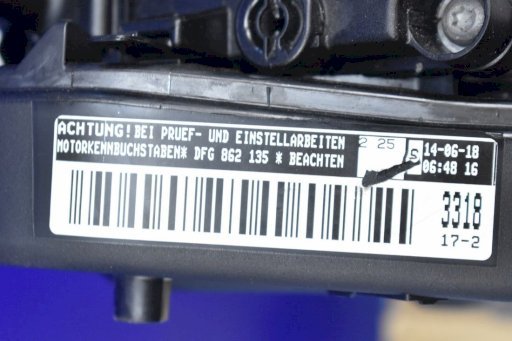 ACHTUNG! BEI PRUEF- UND EINSTELLARBEITEN
MOTORKENNBUCHSTABEN* DFG 862 135 * BEACHTEN
2 25
S
14-06-18
06:48 16
3318
17-2